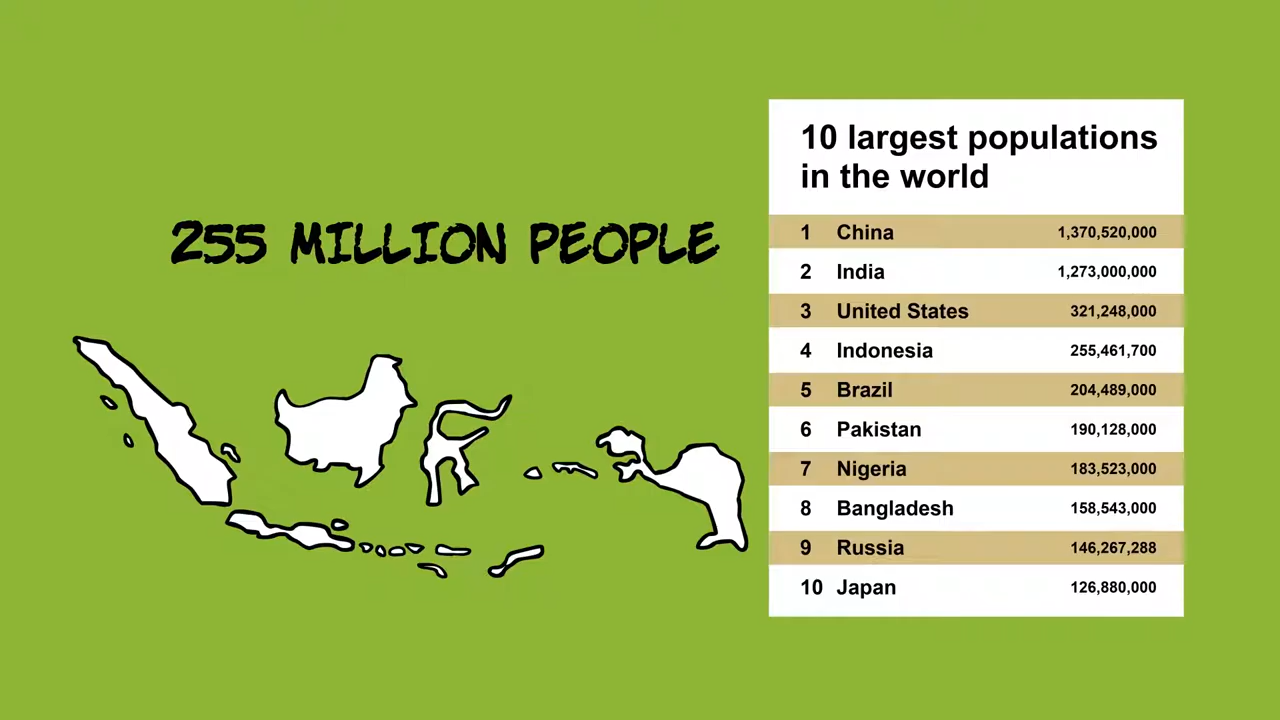 255 MILLION PEOPLE
10 largest populations
in the world
1 China 1,370,520,000
2 India 1,273,000,000
3 United States 321,248,000
4 Indonesia 255,461,700
5 Brazil 204,489,000
6 Pakistan 190,128,000
7 Nigeria 183,523,000
8 Bangladesh 158,543,000
9 Russia 146,267,288
10 Japan 126,880,000